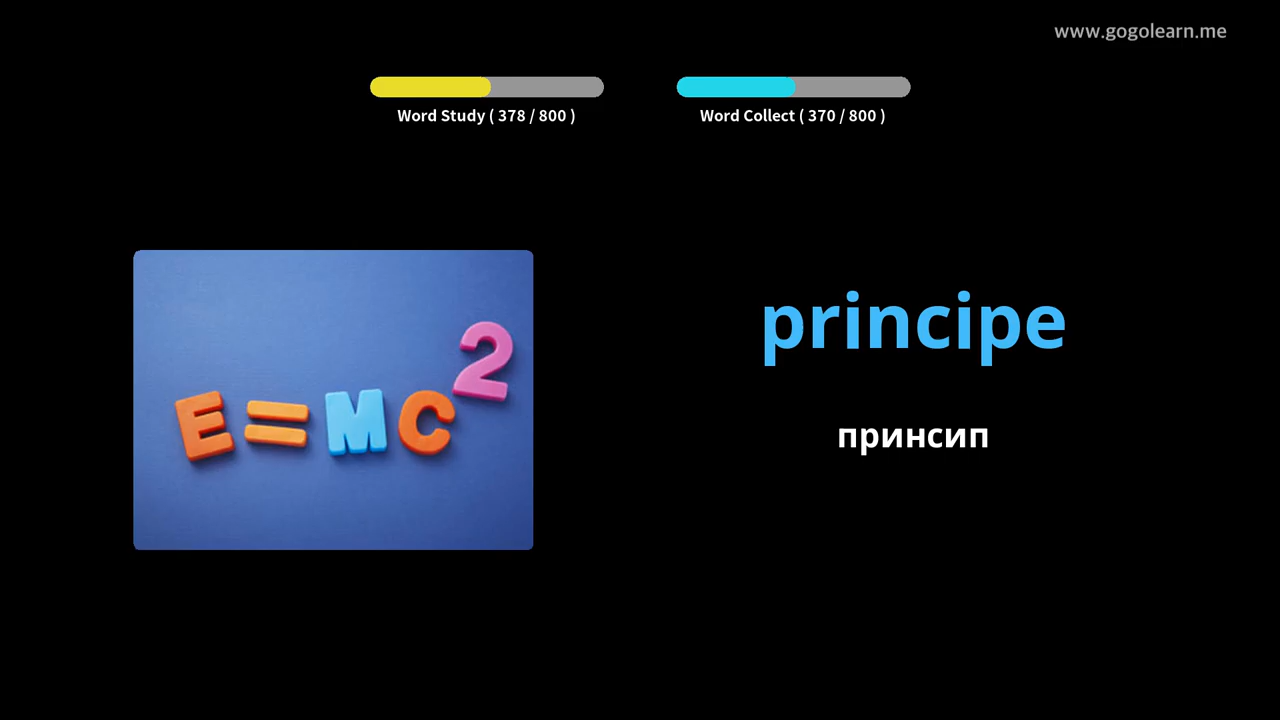 www.gogolearn.me
Word Study ( 378 / 800 )
Word Collect ( 370 / 800 )
E=MC2
principe
принсип